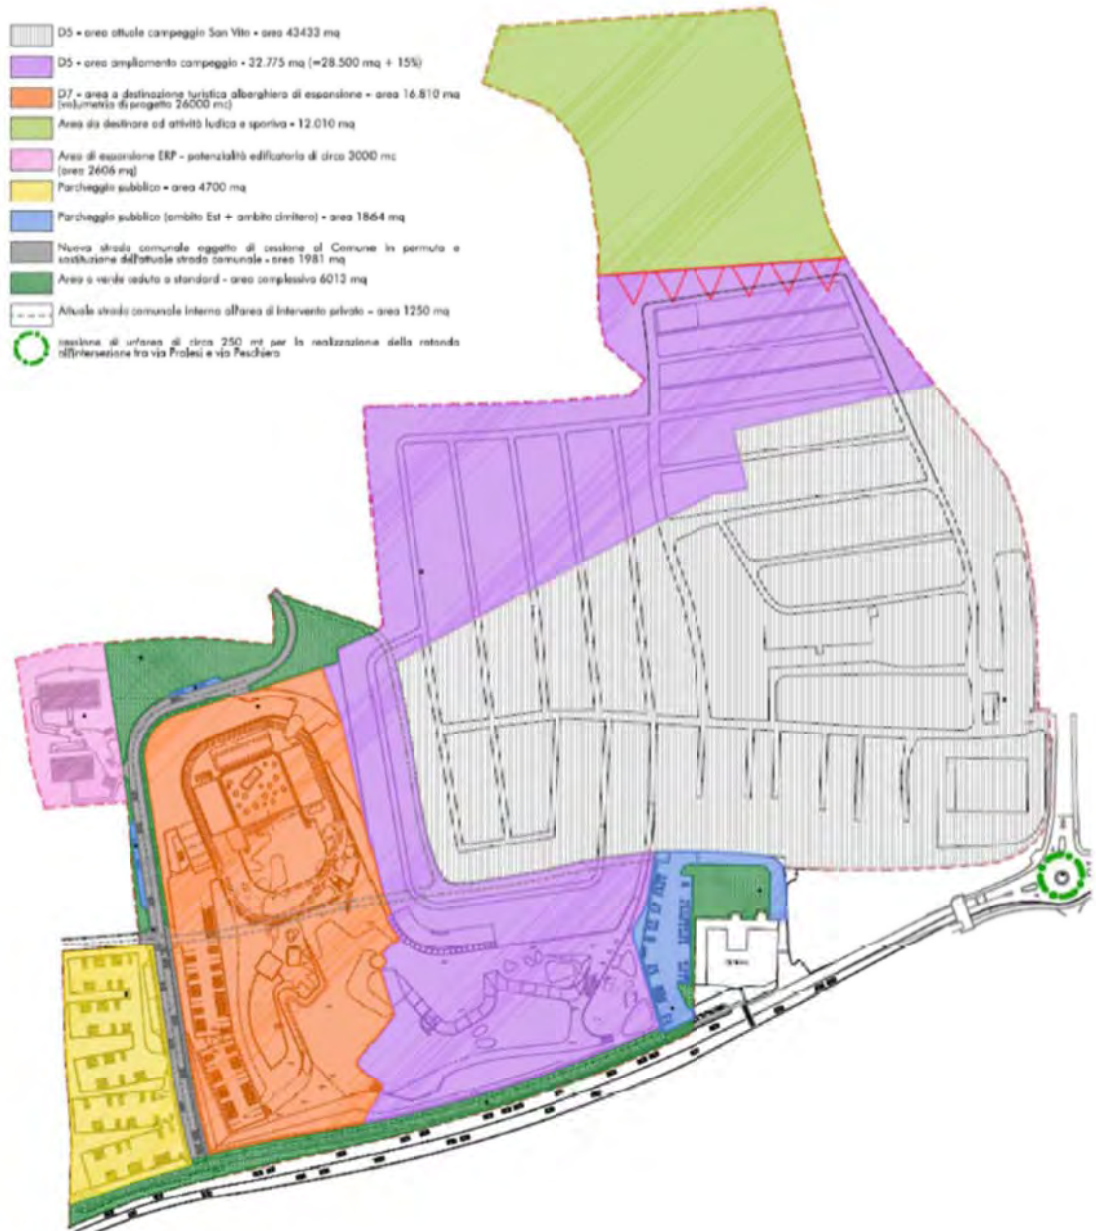 D5 - area attuale campeggio San Vito - area 43433 mq
D5 - area ampliamento campeggio - 32.775 mq (=28.500 mq + 15%)
D7 - area a destinazione turistica alberghiera di espansione - area 16.810 mq
(volumetria di progetto 26000 mc)
Area da destinare ad attività ludica e sportiva - 12.010 mq
Area di espansione ERP - potenzialità edificatoria di circa 3000 mc
(area 2606 mq)
Parcheggio pubblico - area 4700 mq
Parcheggio pubblico (ambito Est + ambito cimitero) - area 1864 mq
Nuova strada comunale oggetto di cessione al Comune in permuta e
sostituzione dell'attuale strada comunale - area 1981 mq
Area a verde ceduta a standard - area complessiva 6013 mq
Attuale strada comunale interna all'area di intervento privato - area 1250 mq
cessione di un'area di circa 250 mt per la realizzazione della rotonda
all'intersezione tra via Pralesi e via Peschiera